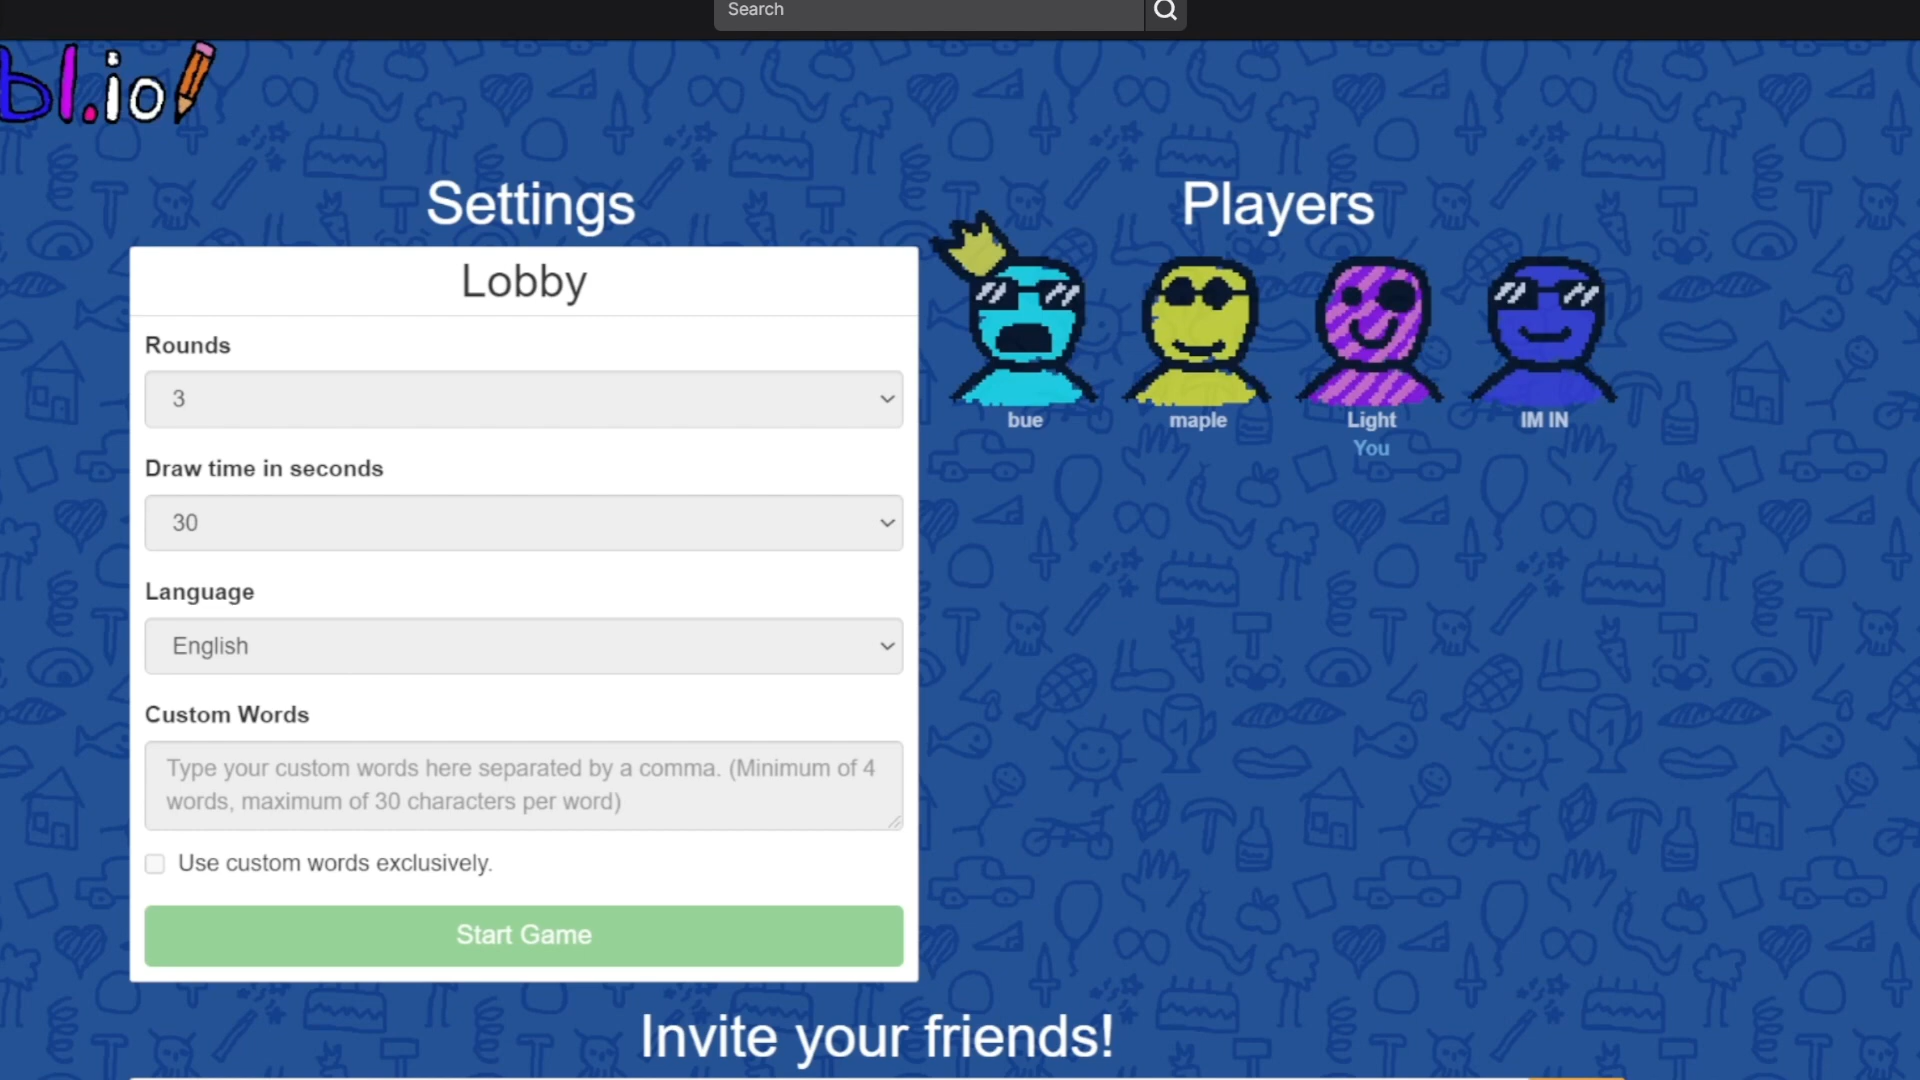 Search
bl.io
Settings
Players
Lobby
Rounds
3
Draw time in seconds
30
Language
English
Custom Words
Type your custom words here separated by a comma. (Minimum of 4
words, maximum of 30 characters per word)
Use custom words exclusively.
Start Game
bue
maple
Light
IM IN
You
Invite your friends!